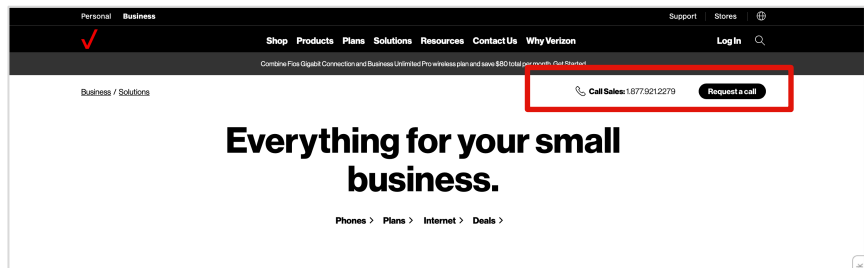 Personal Business Support Stores
Shop Products Plans Solutions Resources Contact Us Why Verizon Log In
Combine Fios Gigabit Connection and Business Unlimited Pro wireless plan and save $80 total per month. Get Started
Business / Solutions Call Sales: 1.877.921.2279 Request a call
Everything for your small
business.
Phones > Plans > Internet > Deals >